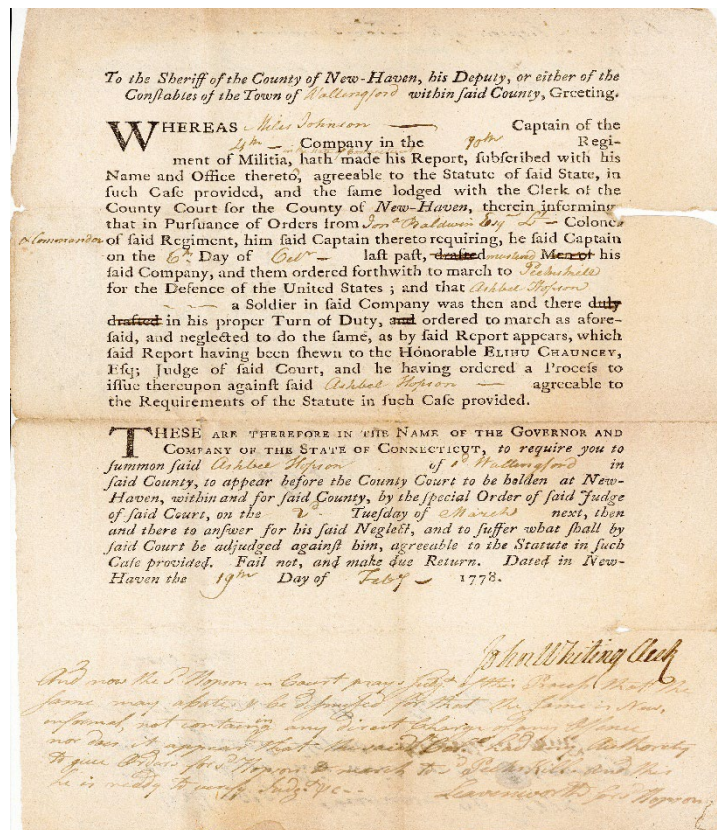 To the Sheriff of the County of New-Haven, his Deputy, or either of the
Conſtables of the Town of Wallingford within ſaid County, Greeting.
WHEREAS Miles Johnson Captain of the
4th Company in the 10th Regi-
ment of Militia, hath made his Report, ſubſcribed with his
Name and Office thereto, agreeable to the Statute of ſaid State, in
ſuch Caſe provided, and the ſame lodged with the Clerk of the
County Court for the County of New-Haven, therein informing
that in Purſuance of Orders from Jona Baldwin Esqr Lt Colonel
or Commander of ſaid Regiment, him ſaid Captain thereto requiring, he ſaid Captain
on the 6th Day of Octr laſt paſt, drafted Men of his
ſaid Company, and them ordered forthwith to march to Peekskill
for the Defence of the United States ; and that Ashbel Hopson
a Soldier in ſaid Company was then and there duly
drafted in his proper Turn of Duty, and ordered to march as afore-
ſaid, and neglected to do the ſame, as by ſaid Report appears, which
ſaid Report having been ſhewn to the Honorable ELIHU CHAUNCEY,
Eſq; Judge of ſaid Court, and he having ordered a Proceſs to
iſſue thereupon againſt ſaid Ashbel Hopson agreeable to
the Requirements of the Statute in ſuch Caſe provided.
THESE ARE THEREFORE IN THE NAME OF THE GOVERNOR AND
COMPANY OF THE STATE OF CONNECTICUT, to require you to
ſummon ſaid Ashbel Hopson of sd Wallingford in
ſaid County, to appear before the County Court to be holden at New-
Haven, within and for ſaid County, by the ſpecial Order of ſaid Judge
of ſaid Court, on the 2d Tueſday of March next, then
and there to anſwer for his ſaid Neglect, and to ſuffer what ſhall by
ſaid Court be adjudged againſt him, agreeable to the Statute in ſuch
Caſe provided. Fail not, and make due Return. Dated in New-
Haven the 19th Day of Feby 1778.
John Whiting Clerk
And now the sd Hopson in Court prays Judgt of this Process that the
same may abate & be dismissed for that the same is
informal, not containing any direct Charge
nor does it appear that the said had Authority
to give Orders for sd Hopson to march to sd Peekskill and this
he is ready to verify Judgt &c
Leavenworth for Hopson